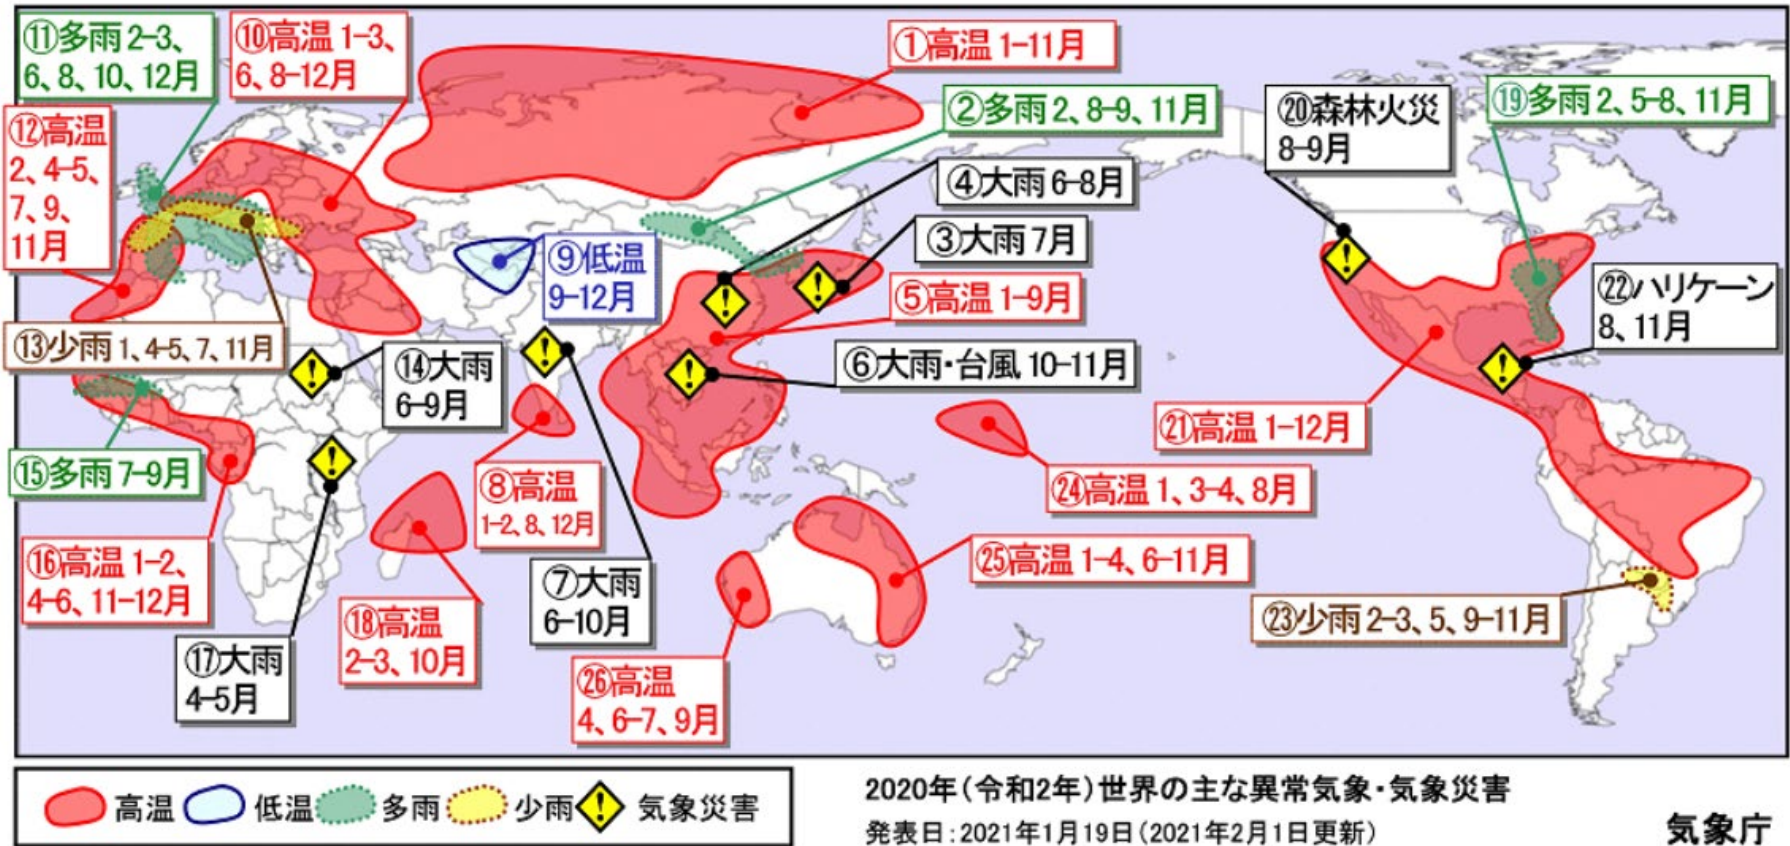 ⑪多雨 2-3、
6、8、10、12月
⑩高温 1-3、
6、8-12月
①高温 1-11月
②多雨 2、8-9、11月
⑳森林火災
8-9月
⑲多雨 2、5-8、11月
⑫高温
2、4-5、
7、9、
11月
④大雨 6-8月
③大雨 7月
⑨低温
9-12月
⑤高温 1-9月
㉒ハリケーン
8、11月
⑬少雨 1、4-5、7、11月
⑭大雨
6-9月
⑥大雨・台風 10-11月
㉑高温 1-12月
⑮多雨 7-9月
⑧高温
1-2、8、12月
㉔高温 1、3-4、8月
⑯高温 1-2、
4-6、11-12月
⑦大雨
6-10月
㉕高温 1-4、6-11月
⑱高温
2-3、10月
㉓少雨 2-3、5、9-11月
⑰大雨
4-5月
㉖高温
4、6-7、9月
高温 低温 多雨 少雨 気象災害
2020年(令和2年)世界の主な異常気象・気象災害
発表日:2021年1月19日(2021年2月1日更新)
気象庁